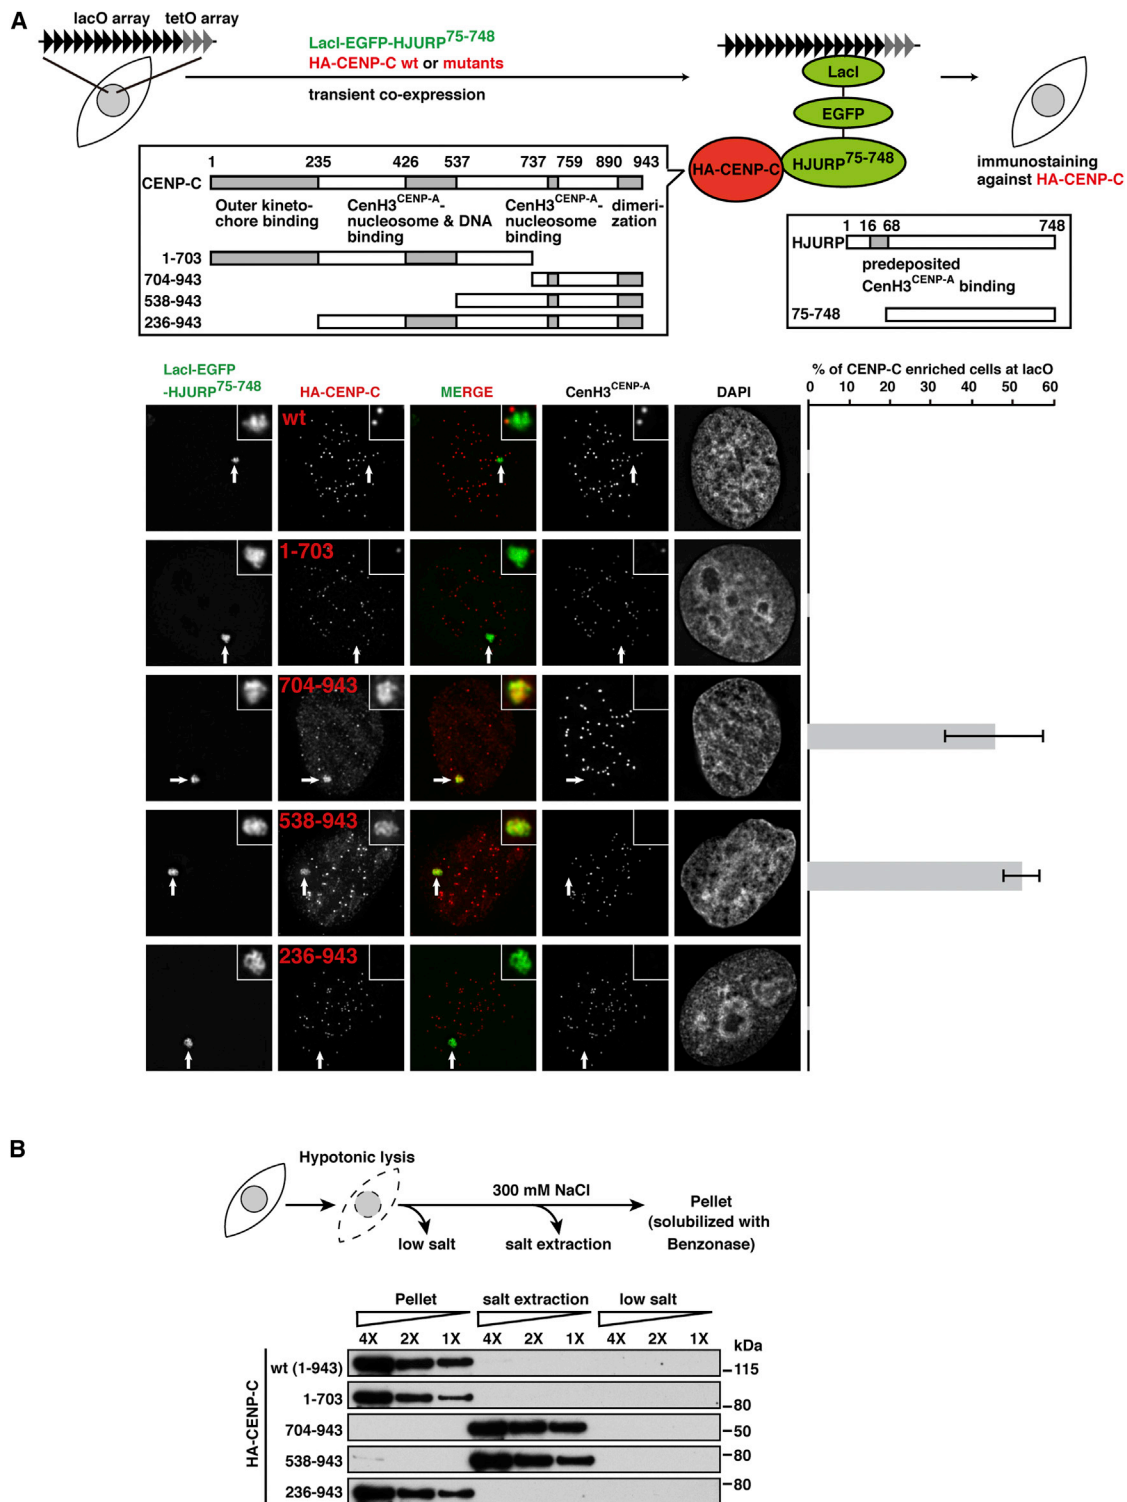 A
lacO array tetO array
LacI-EGFP-HJURP75-748
HA-CENP-C wt or mutants
transient co-expression
LacI
EGFP
HA-CENP-C
HJURP75-748
immunostaining
against HA-CENP-C
1 235 426 537 737 759 890 943
CENP-C
Outer kineto-
chore binding
CenH3CENP-A-
nucleosome & DNA
binding
CenH3CENP-A-
nucleosome
binding
dimeri-
zation
1-703
704-943
538-943
236-943
1 16 68 748
HJURP
predeposited
CenH3CENP-A binding
75-748
LacI-EGFP
-HJURP75-748
HA-CENP-C
MERGE
CenH3CENP-A
DAPI
% of CENP-C enriched cells at lacO
0 10 20 30 40 50 60
wt
1-703
704-943
538-943
236-943
B
Hypotonic lysis
300 mM NaCl
low salt
salt extraction
Pellet
(solubilized with
Benzonase)
Pellet salt extraction low salt
4X 2X 1X 4X 2X 1X 4X 2X 1X
kDa
HA-CENP-C
wt (1-943) 115
1-703 80
704-943 50
538-943 80
236-943 80